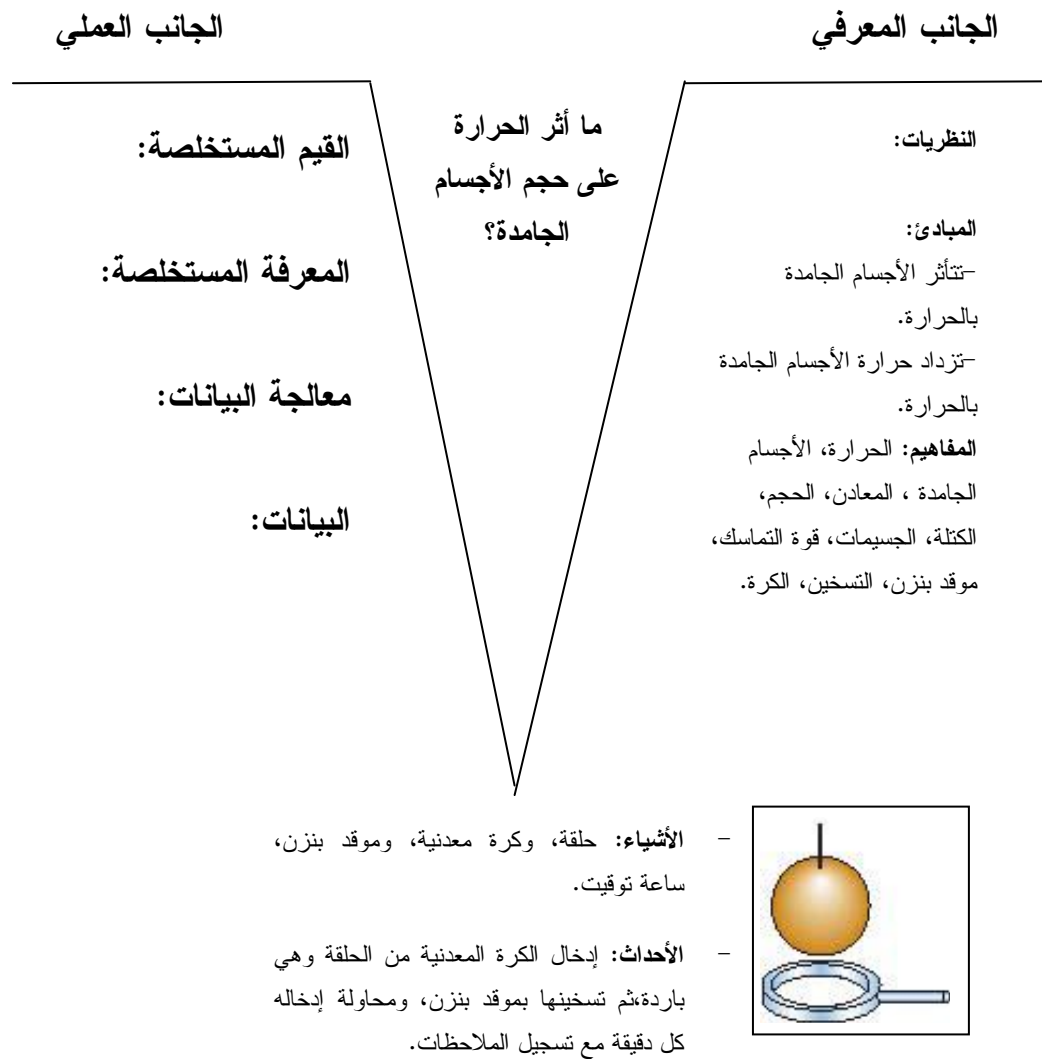 الجانب المعرفي
الجانب العملي
ما أثر الحرارة
على حجم الأجسام
الجامدة؟
النظريات:
المبادئ:
-تتأثر الأجسام الجامدة
بالحرارة.
-تزداد حرارة الأجسام الجامدة
بالحرارة.
المفاهيم: الحرارة، الأجسام
الجامدة ، المعادن، الحجم،
الكتلة، الجسيمات، قوة التماسك،
موقد بنزن، التسخين، الكرة.
القيم المستخلصة:
المعرفة المستخلصة:
معالجة البيانات:
البيانات:
- الأشياء: حلقة، وكرة معدنية، وموقد بنزن،
ساعة توقيت.
- الأحداث: إدخال الكرة المعدنية من الحلقة وهي
باردة،ثم تسخينها بموقد بنزن، ومحاولة إدخاله
كل دقيقة مع تسجيل الملاحظات.